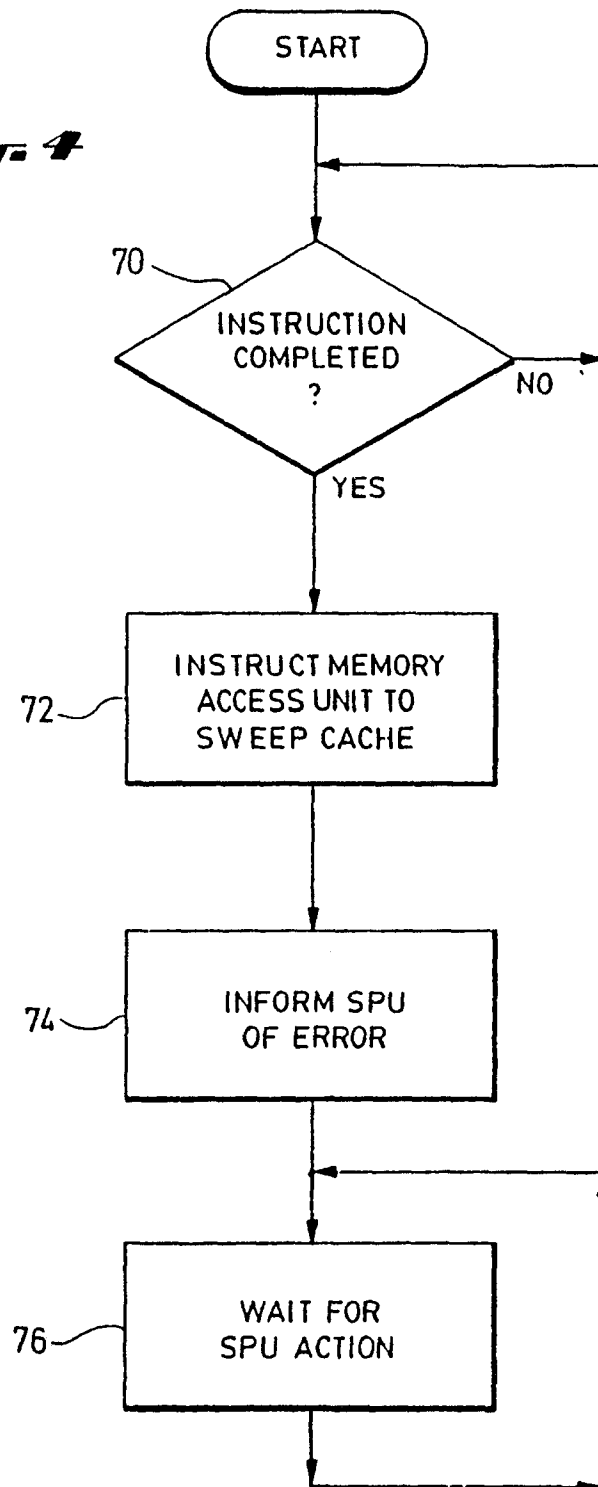 START
4
70
INSTRUCTION
COMPLETED
?
NO
YES
72
INSTRUCT MEMORY
ACCESS UNIT TO
SWEEP CACHE
74
INFORM SPU
OF ERROR
76
WAIT FOR
SPU ACTION